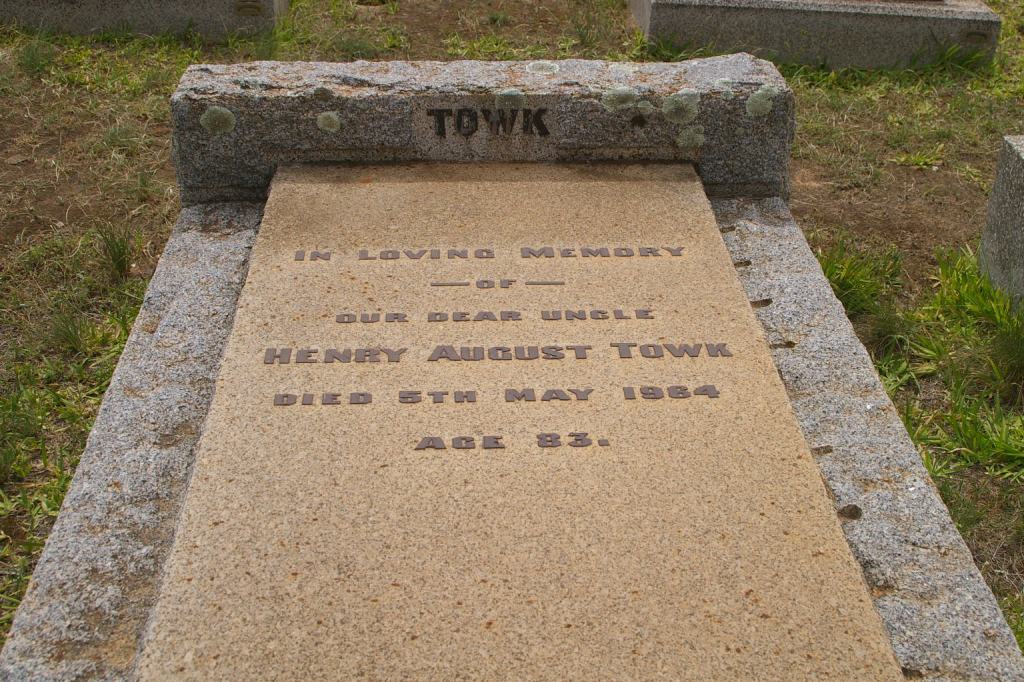 TOWK
IN LOVING MEMORY
— OF —
OUR DEAR UNCLE
HENRY AUGUST TOWK
DIED 5TH MAY 1964
AGE 83.